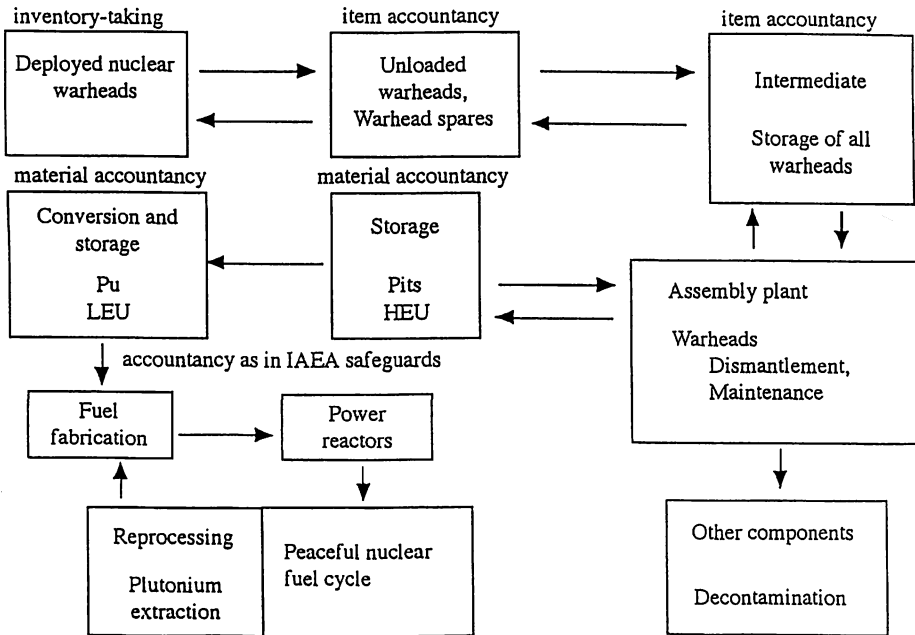 inventory-taking
Deployed nuclear
warheads
item accountancy
Unloaded
warheads,
Warhead spares
item accountancy
Intermediate
Storage of all
warheads
material accountancy
Conversion and
storage
Pu
LEU
material accountancy
Storage
Pits
HEU
Assembly plant
Warheads
Dismantlement,
Maintenance
accountancy as in IAEA safeguards
Fuel
fabrication
Power
reactors
Reprocessing
Plutonium
extraction
Peaceful nuclear
fuel cycle
Other components
Decontamination